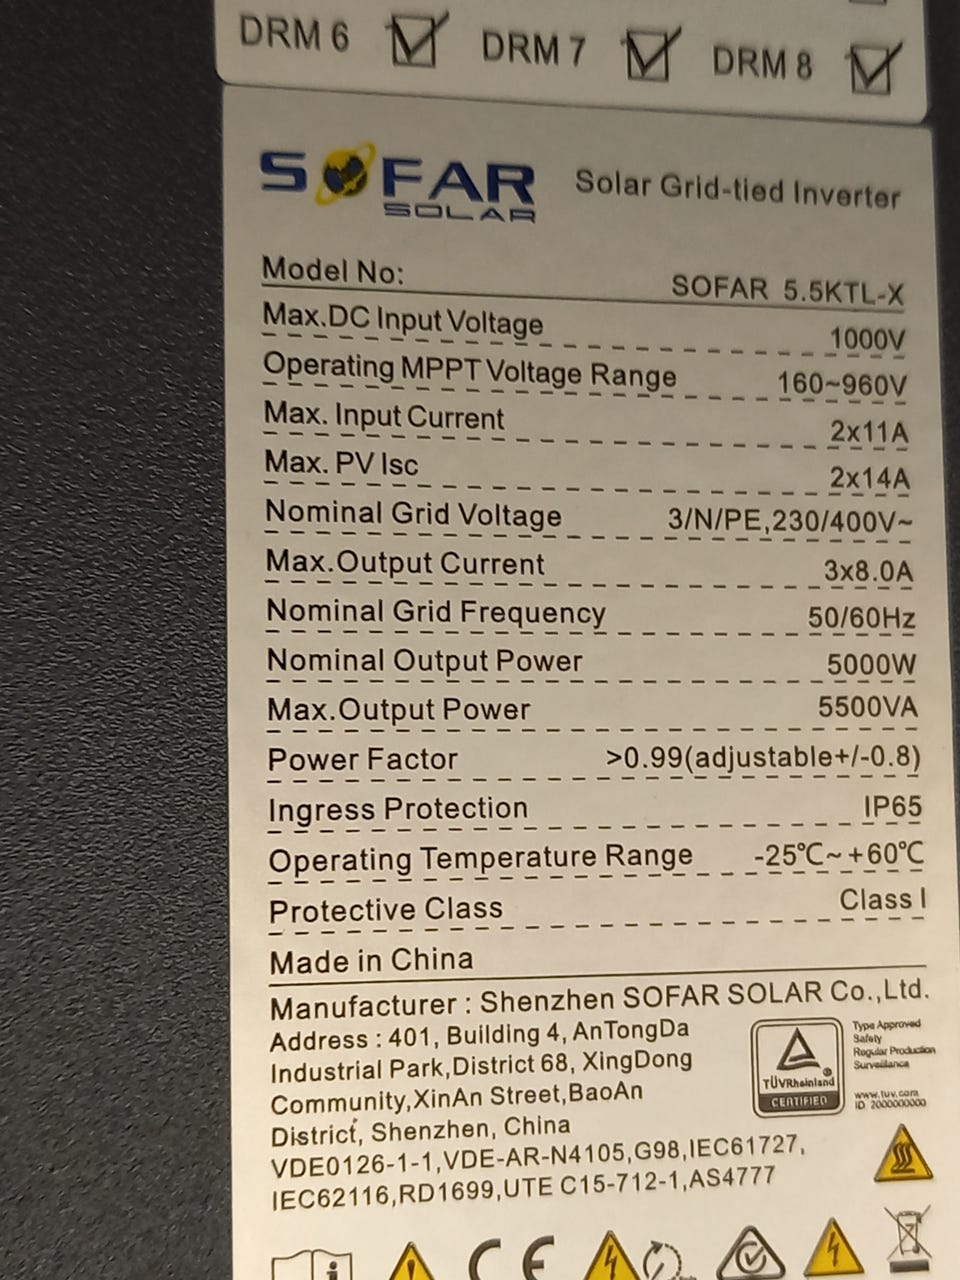 DRM 6 DRM 7 DRM 8
SOFAR SOLAR Solar Grid-tied Inverter
Model No: SOFAR 5.5KTL-X
Max.DC Input Voltage 1000V
Operating MPPT Voltage Range 160~960V
Max. Input Current 2x11A
Max. PV Isc 2x14A
Nominal Grid Voltage 3/N/PE,230/400V~
Max.Output Current 3x8.0A
Nominal Grid Frequency 50/60Hz
Nominal Output Power 5000W
Max.Output Power 5500VA
Power Factor >0.99(adjustable+/-0.8)
Ingress Protection IP65
Operating Temperature Range -25℃~+60℃
Protective Class Class I
Made in China
Manufacturer : Shenzhen SOFAR SOLAR Co.,Ltd.
Address : 401, Building 4, AnTongDa
Industrial Park,District 68, XingDong
Community,XinAn Street,BaoAn
District, Shenzhen, China
VDE0126-1-1,VDE-AR-N4105,G98,IEC61727,
IEC62116,RD1699,UTE C15-712-1,AS4777
TÜVRheinland
CERTIFIED
Type Approved
Safety
Regular Production
Surveillance
www.tuv.com
ID 2000000000
CE